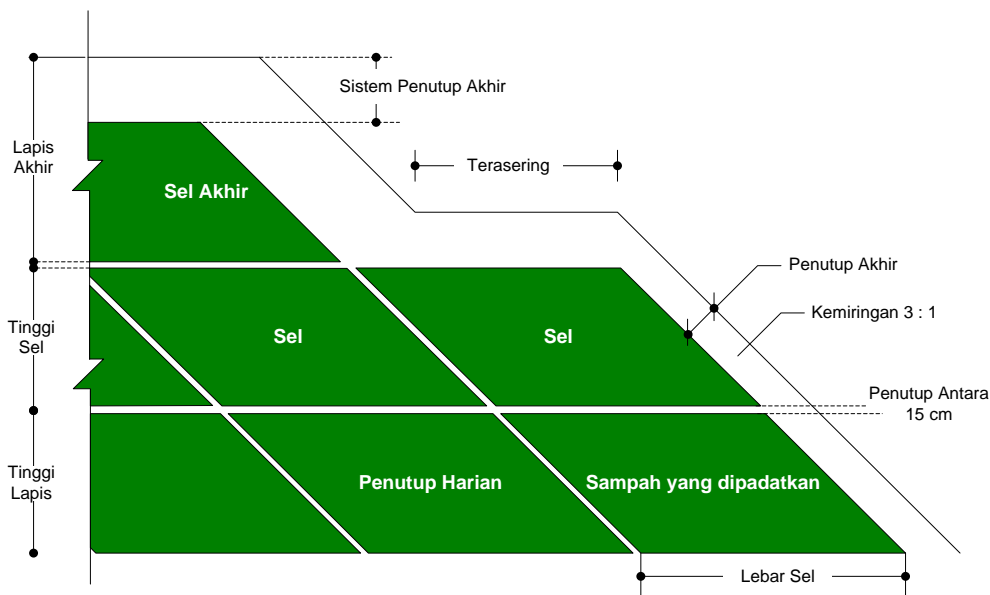 Sistem Penutup Akhir
Lapis
Akhir
Terasering
Sel Akhir
Penutup Akhir
Kemiringan 3 : 1
Tinggi
Sel
Sel
Sel
Penutup Antara
15 cm
Tinggi
Lapis
Penutup Harian
Sampah yang dipadatkan
Lebar Sel